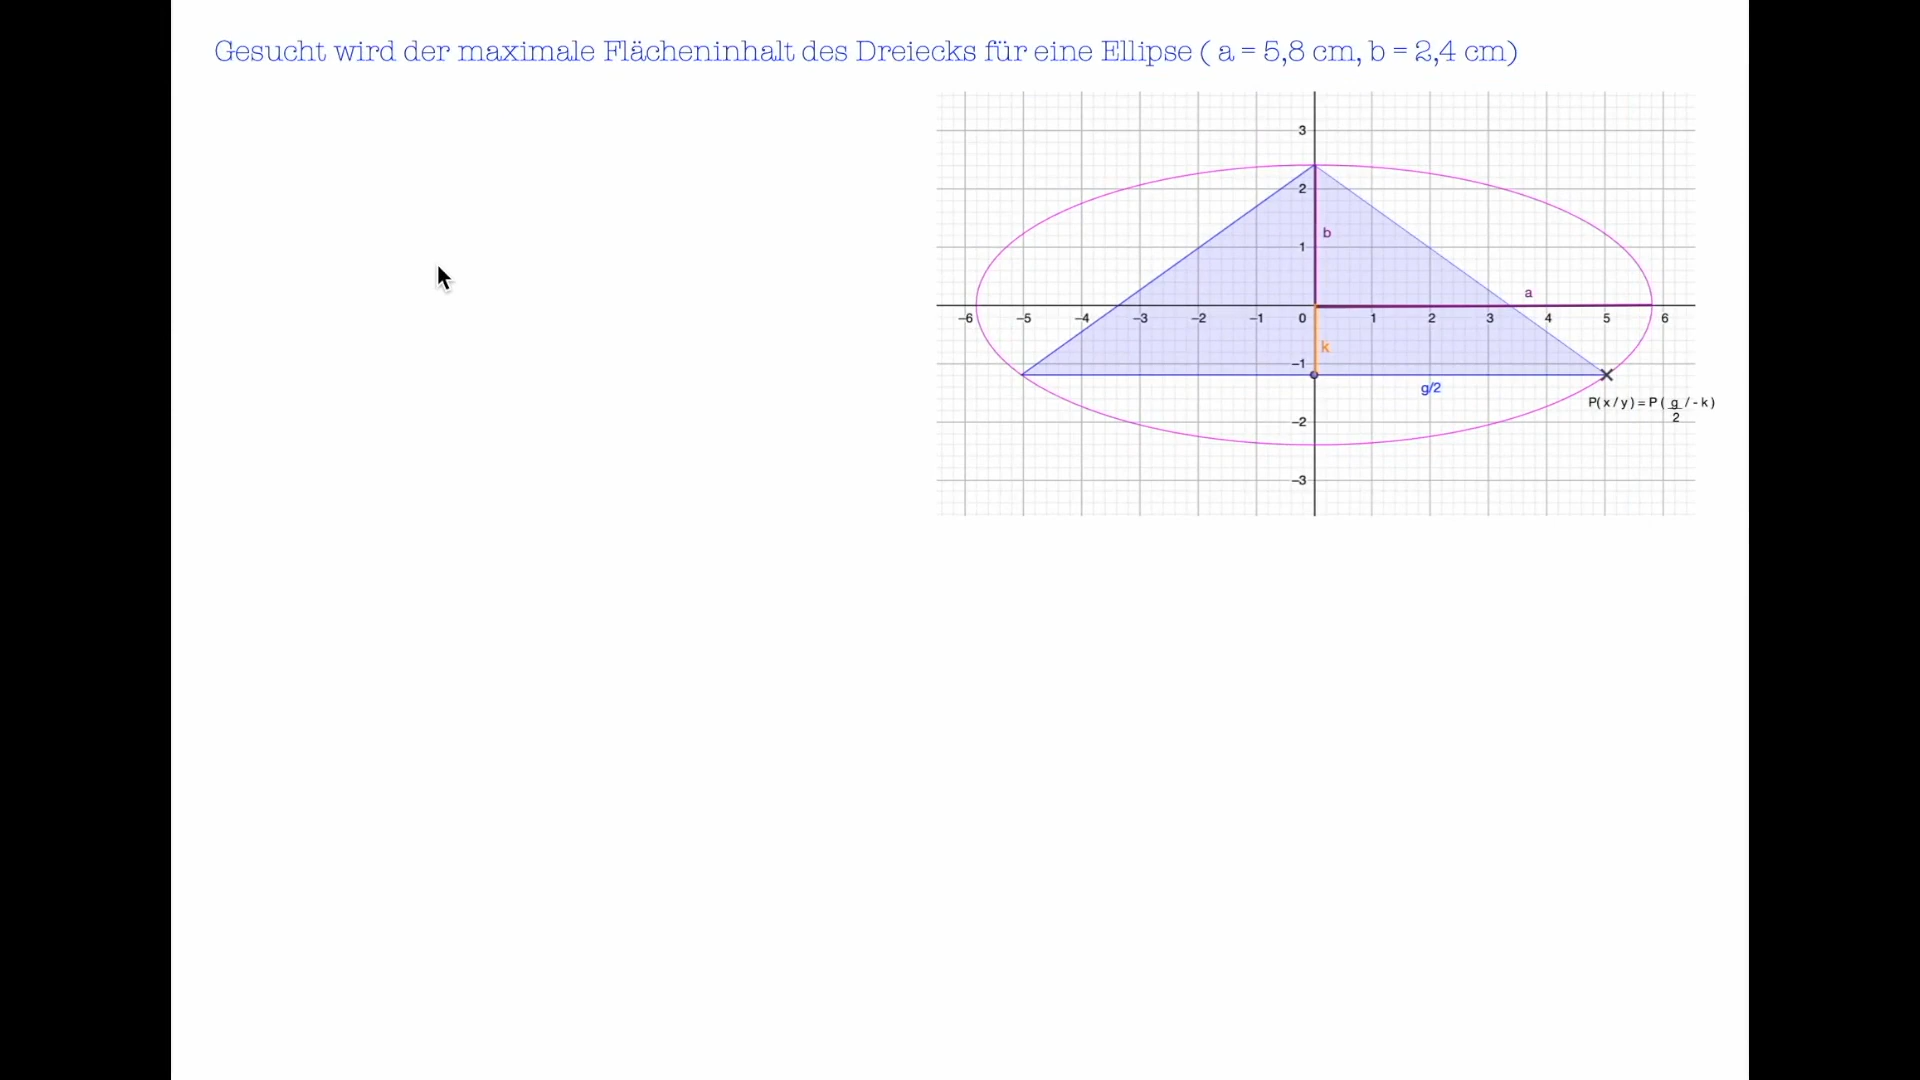 Gesucht wird der maximale Flächeninhalt des Dreiecks für eine Ellipse ( a = 5,8 cm, b = 2,4 cm)
3
2
b
1
a
−6 −5 −4 −3 −2 −1 0 1 2 3 4 5 6
k
−1
g/2
P( x / y ) = P ( g / - k )
2
−2
−3